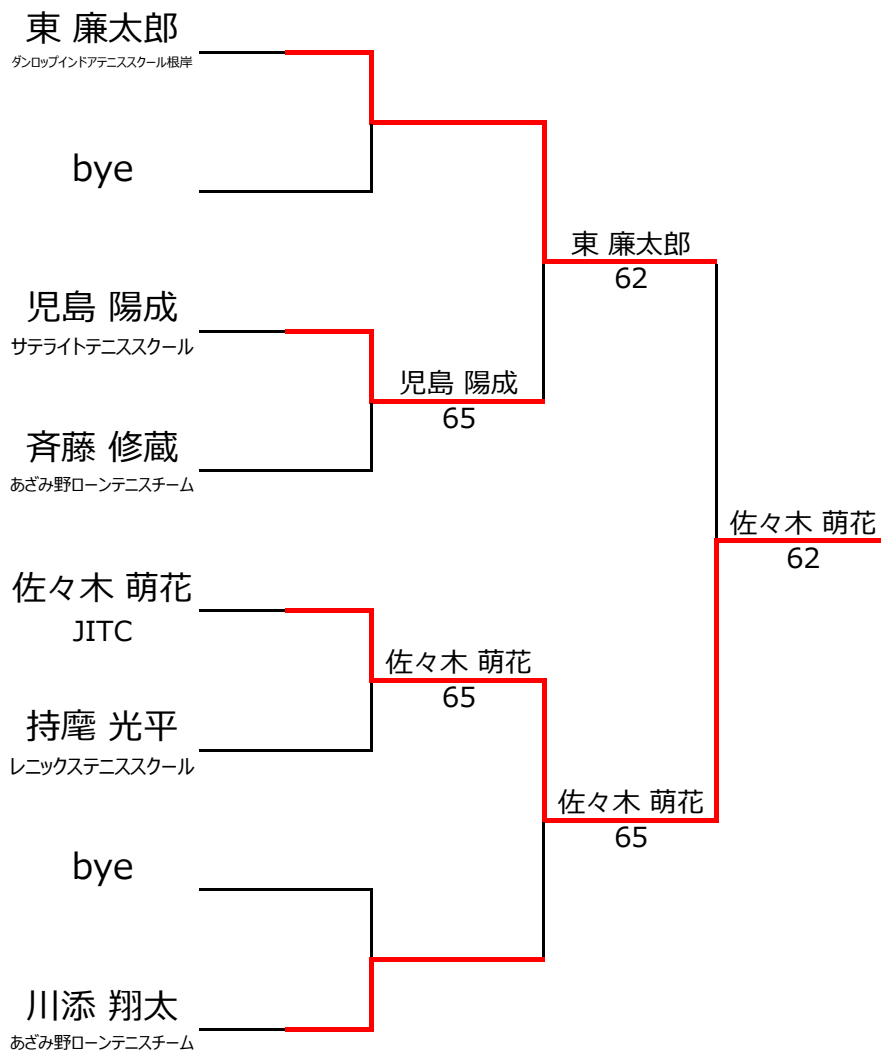 東 廉太郎
ダンロップインドアテニススクール根岸
bye
東 廉太郎
62
児島 陽成
サテライトテニススクール
児島 陽成
65
斉藤 修蔵
あざみ野ローンテニスチーム
佐々木 萌花
62
佐々木 萌花
JITC
佐々木 萌花
65
持麾 光平
レニックステニススクール
佐々木 萌花
65
bye
川添 翔太
あざみ野ローンテニスチーム